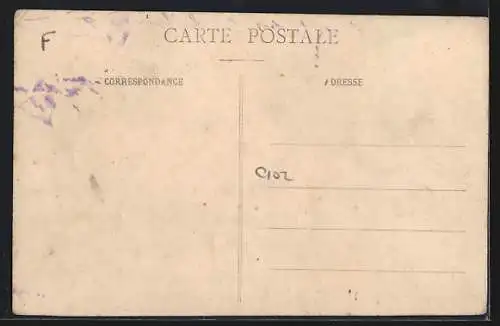 F
CARTE POSTALE
CORRESPONDANCE
ADRESSE
C102